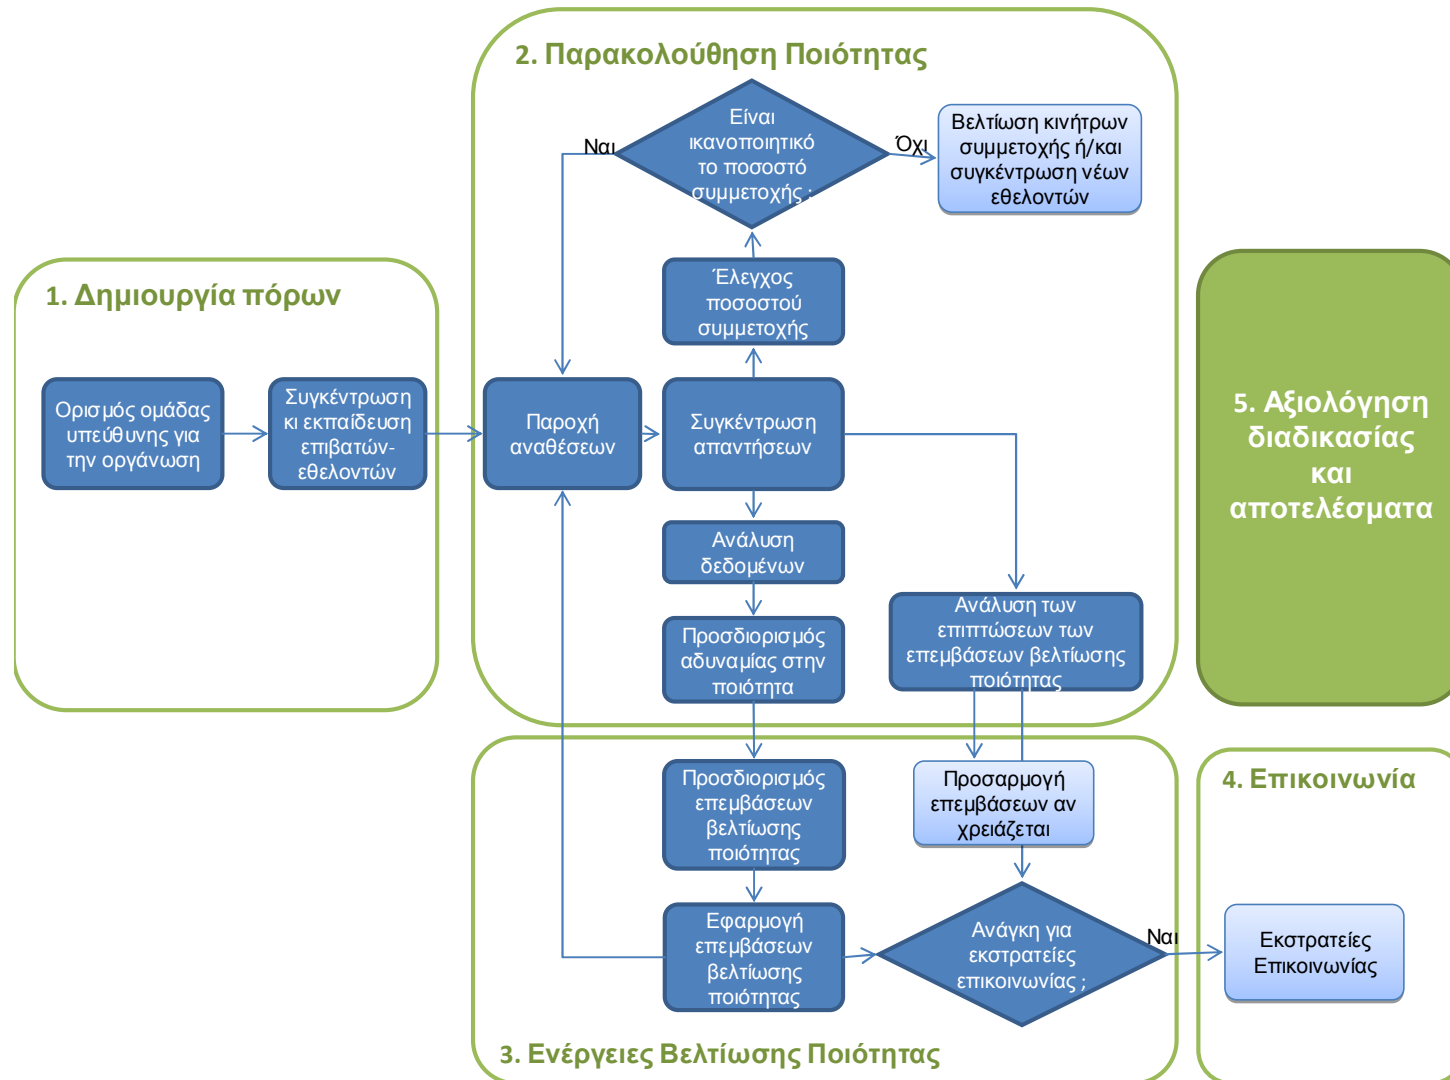 2. Παρακολούθηση Ποιότητας
Είναι
ικανοποιητικό
το ποσοστό
συμμετοχής ;
Ναι
Όχι
Βελτίωση κινήτρων
συμμετοχής ή/και
συγκέντρωση νέων
εθελοντών
Έλεγχος
ποσοστού
συμμετοχής
1. Δημιουργία πόρων
Ορισμός ομάδας
υπεύθυνης για
την οργάνωση
Συγκέντρωση
κι εκπαίδευση
επιβατών-
εθελοντών
Παροχή
αναθέσεων
Συγκέντρωση
απαντήσεων
5. Αξιολόγηση
διαδικασίας
και
αποτελέσματα
Ανάλυση
δεδομένων
Προσδιορισμός
αδυναμίας στην
ποιότητα
Ανάλυση των
επιπτώσεων των
επεμβάσεων βελτίωσης
ποιότητας
Προσδιορισμός
επεμβάσεων
βελτίωσης
ποιότητας
Προσαρμογή
επεμβάσεων αν
χρειάζεται
4. Επικοινωνία
Εφαρμογή
επεμβάσεων
βελτίωσης
ποιότητας
Ανάγκη για
εκστρατείες
επικοινωνίας ;
Ναι
Εκστρατείες
Επικοινωνίας
3. Ενέργειες Βελτίωσης Ποιότητας